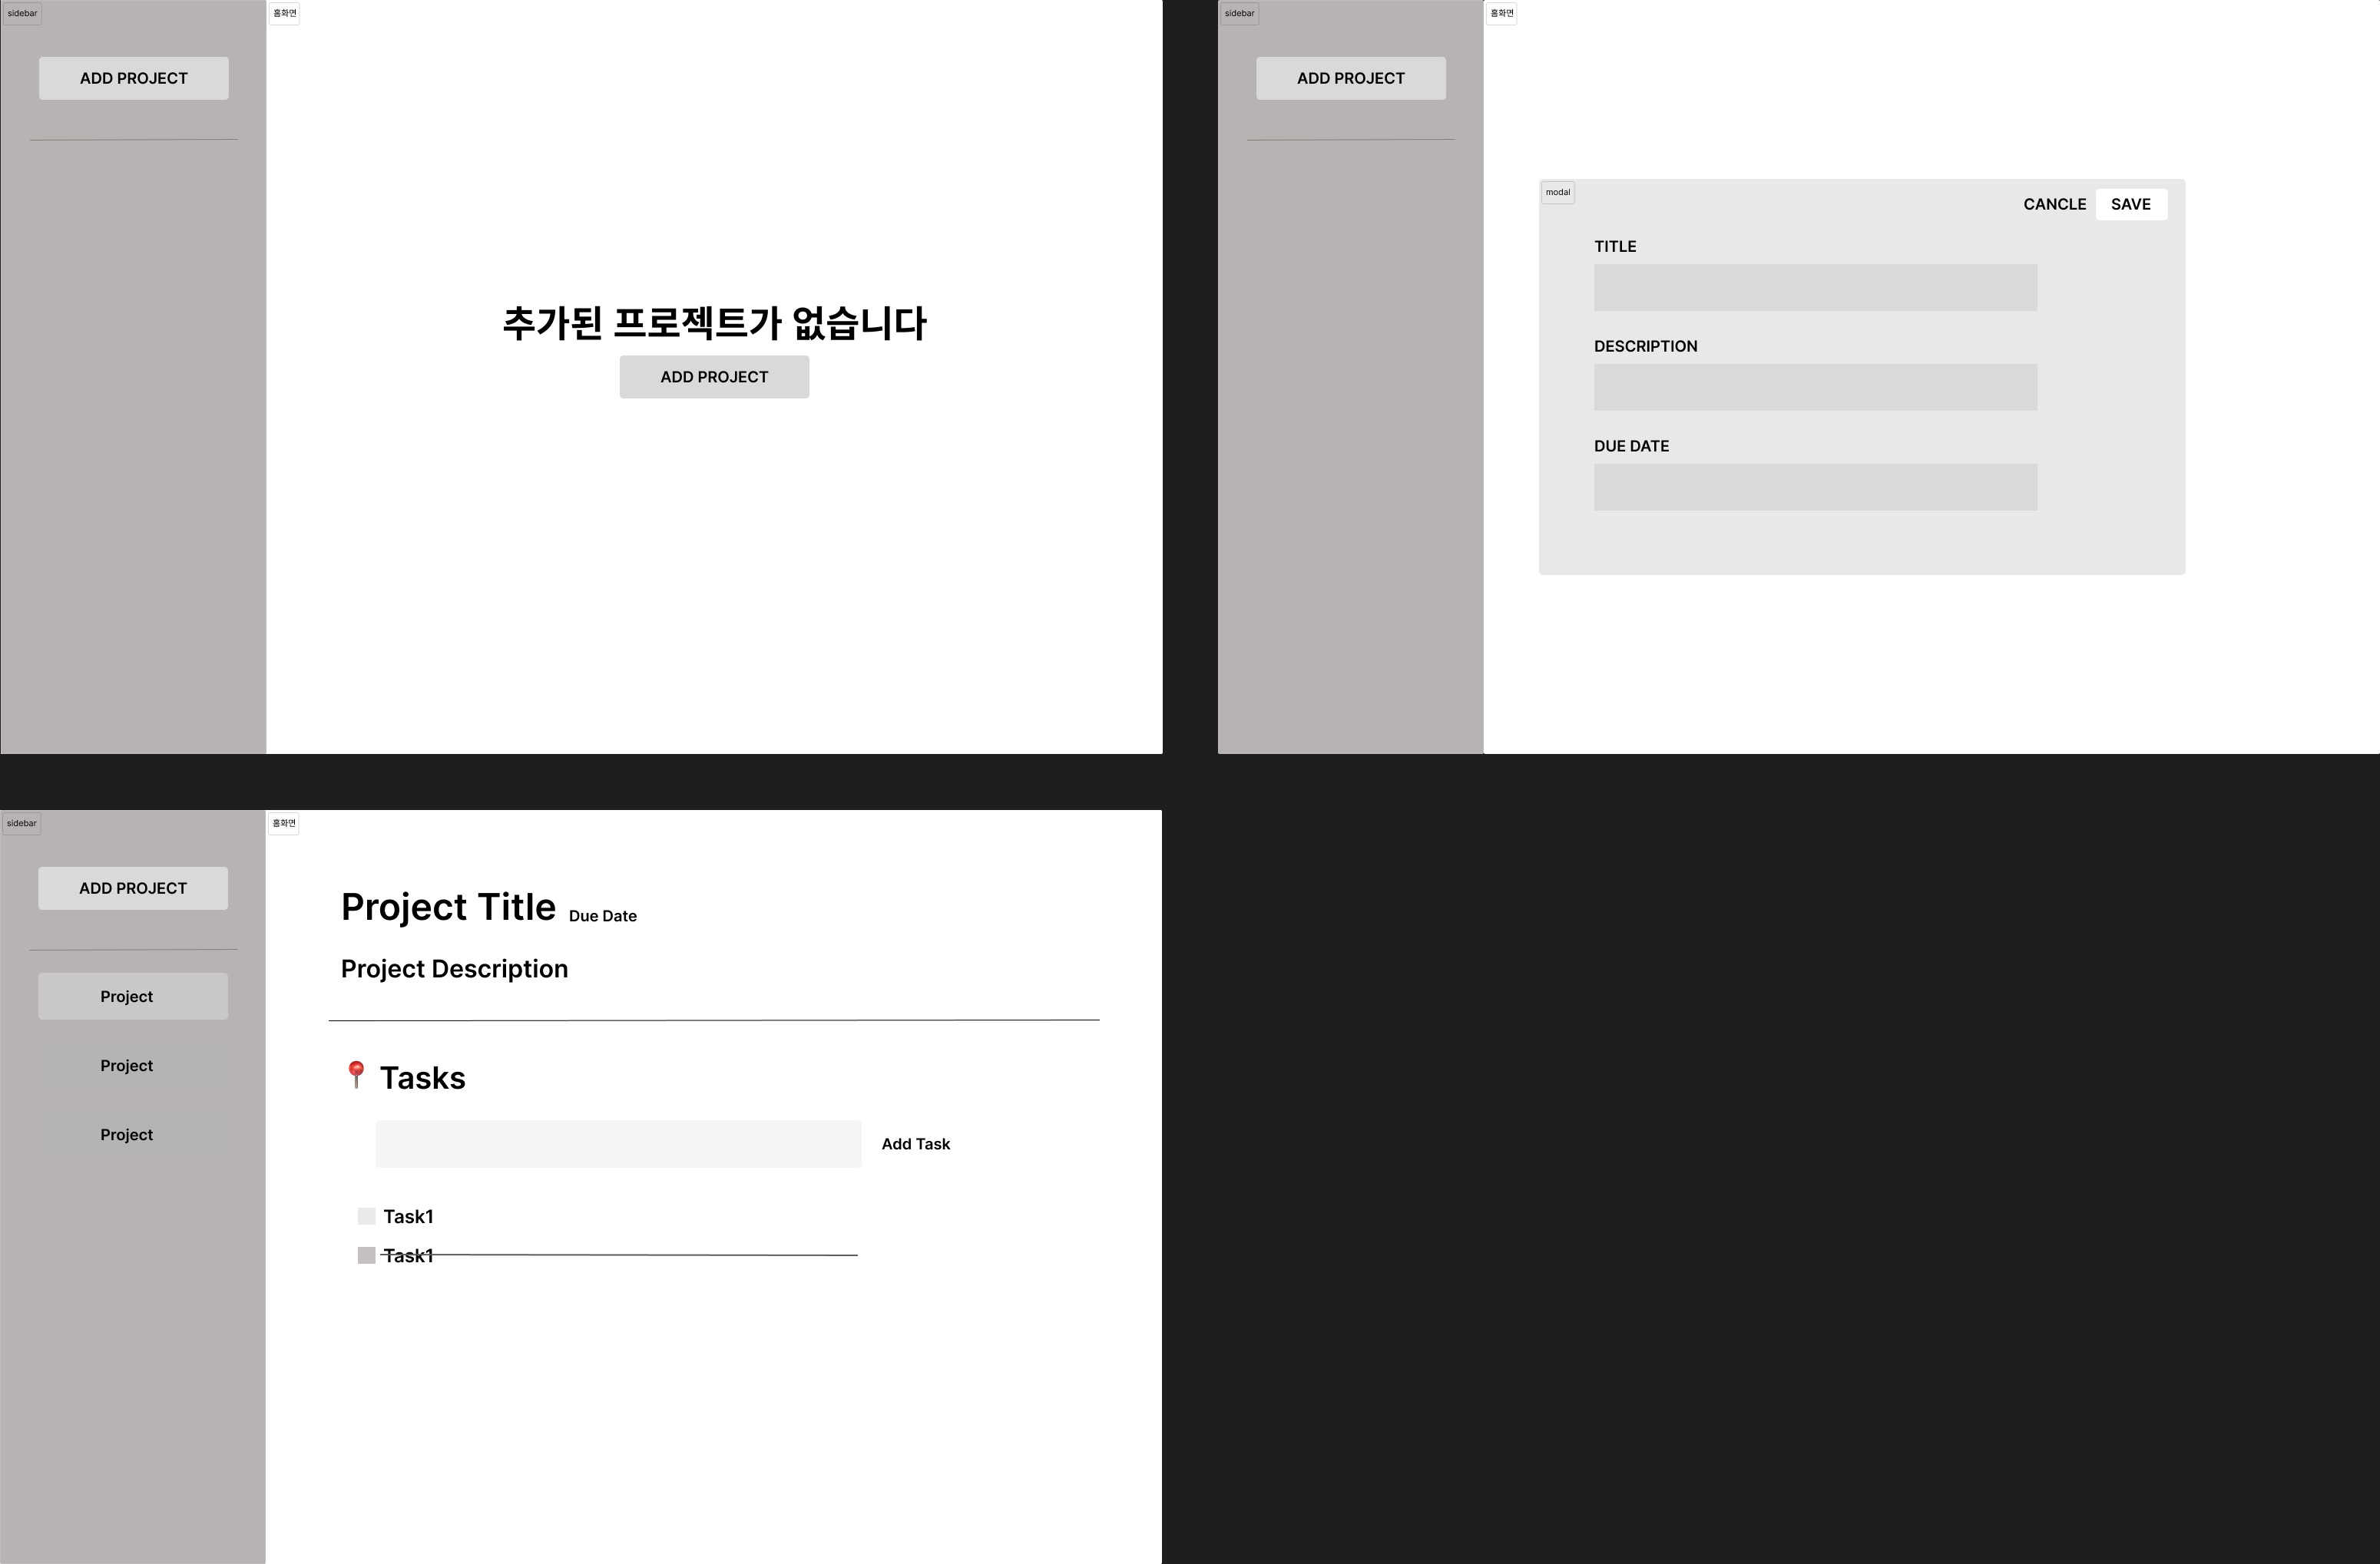 sidebar
ADD PROJECT
홈화면
추가된 프로젝트가 없습니다
ADD PROJECT
sidebar
ADD PROJECT
홈화면
modal
CANCLE SAVE
TITLE
DESCRIPTION
DUE DATE
sidebar
ADD PROJECT
Project
Project
Project
홈화면
Project Title Due Date
Project Description
📍 Tasks
Add Task
Task1
Task1